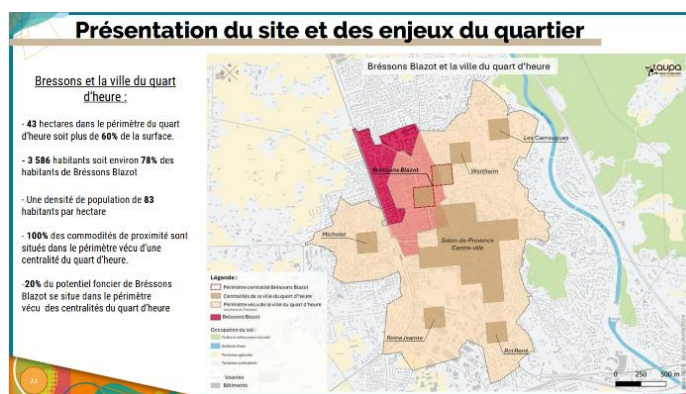 Présentation du site et des enjeux du quartier
Bressons et la ville du quart
d'heure :
- 43 hectares dans le périmètre du quart
d'heure soit plus de 60% de la surface.
- 3 586 habitants soit environ 78% des
habitants de Bréssons Blazot
- Une densité de population de 83
habitants par hectare
- 100% des commodités de proximité sont
situés dans le périmètre vécu d'une
centralité du quart d'heure.
-20% du potentiel foncier de Bréssons
Blazot se situe dans le périmètre
vécu des centralités du quart d'heure
23
Bréssons Blazot et la ville du quart d'heure
aupa
Les Canourgues
Wertheim
Bréssons Blazot
Michelet
Salon-de-Provence
Centre-ville
Reine Jeanne
Roi René
Légende :
Périmètre centralité Bréssons Blazot
Centralités de la ville du quart d'heure
Périmètre vécu de la ville du quart d'heure
Bréssons Blazot
Occupation du sol :
Territoires agricoles
Voieries
Bâtiments
0 250 500 m